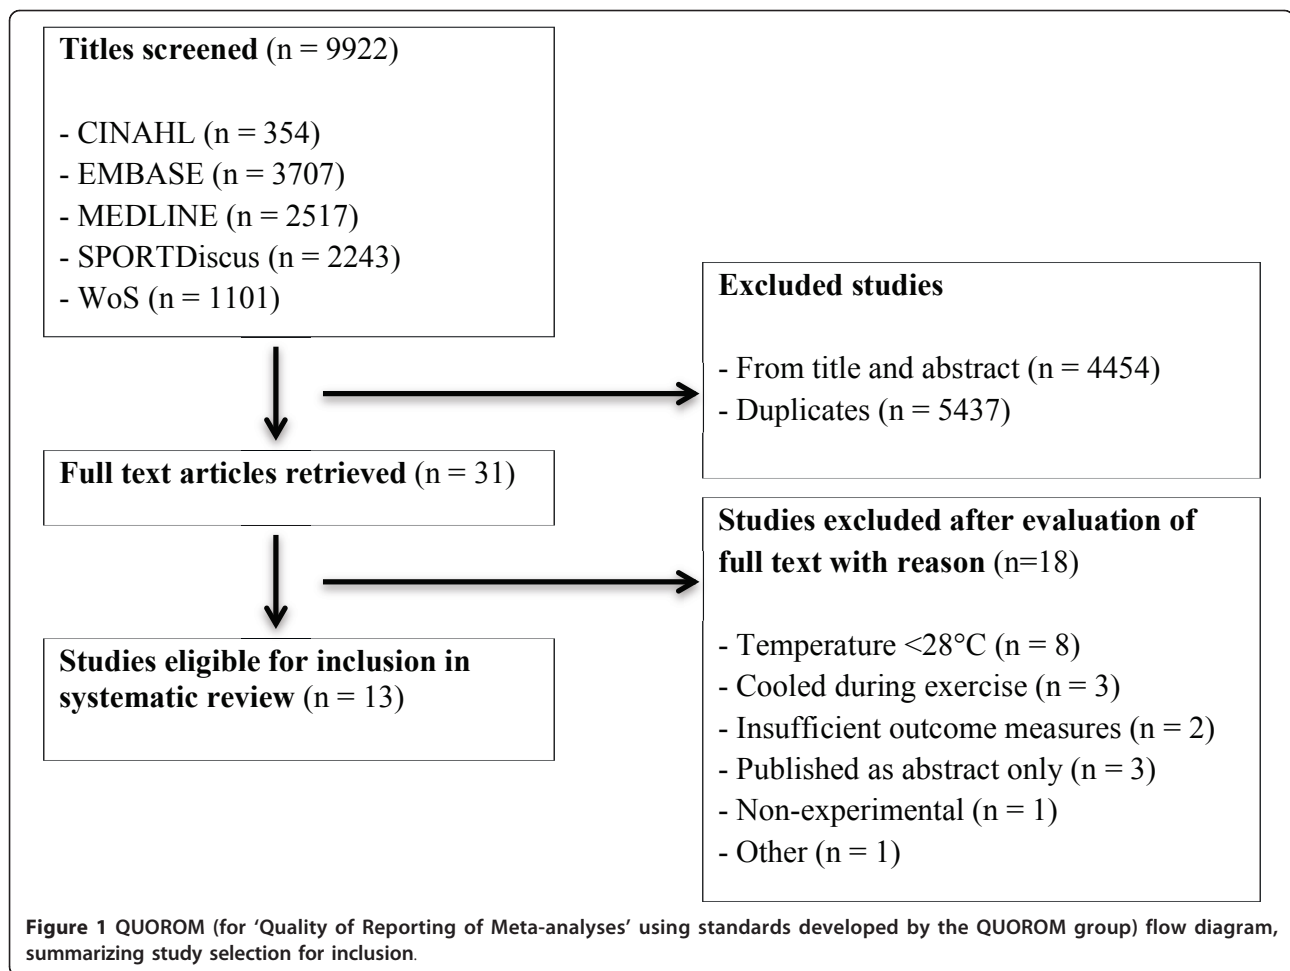 Titles screened (n = 9922)
- CINAHL (n = 354)
- EMBASE (n = 3707)
- MEDLINE (n = 2517)
- SPORTDiscus (n = 2243)
- WoS (n = 1101)
Excluded studies
- From title and abstract (n = 4454)
- Duplicates (n = 5437)
Full text articles retrieved (n = 31)
Studies excluded after evaluation of
full text with reason (n=18)
- Temperature <28°C (n = 8)
- Cooled during exercise (n = 3)
- Insufficient outcome measures (n = 2)
- Published as abstract only (n = 3)
- Non-experimental (n = 1)
- Other (n = 1)
Studies eligible for inclusion in
systematic review (n = 13)
Figure 1 QUOROM (for ‘Quality of Reporting of Meta-analyses’ using standards developed by the QUOROM group) flow diagram,
summarizing study selection for inclusion.